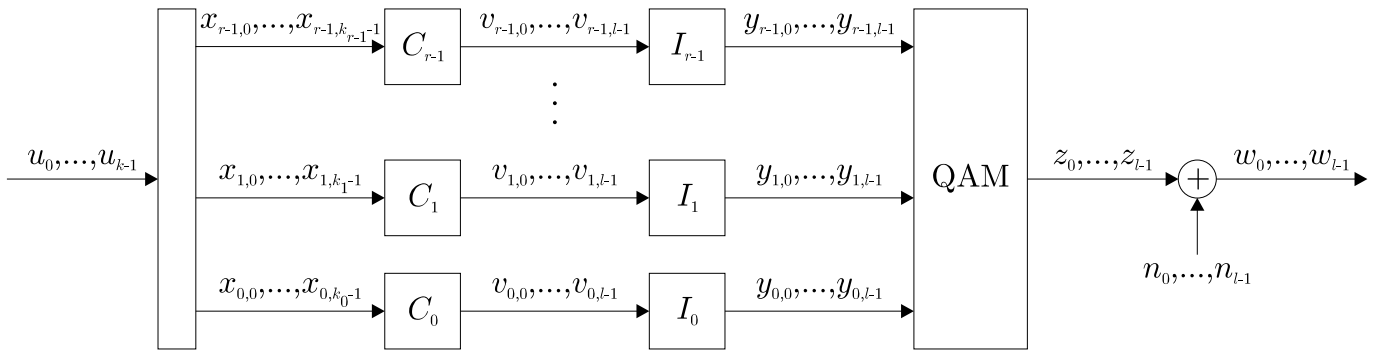 x_{r-1,0},...,x_{r-1,k_{r-1}-1} C_{r-1} v_{r-1,0},...,v_{r-1,l-1} I_{r-1} y_{r-1,0},...,y_{r-1,l-1}
⋮
u_0,...,u_{k-1} x_{1,0},...,x_{1,k_1-1} C_1 v_{1,0},...,v_{1,l-1} I_1 y_{1,0},...,y_{1,l-1} QAM z_0,...,z_{l-1} + w_0,...,w_{l-1}
n_0,...,n_{l-1}
x_{0,0},...,x_{0,k_0-1} C_0 v_{0,0},...,v_{0,l-1} I_0 y_{0,0},...,y_{0,l-1}